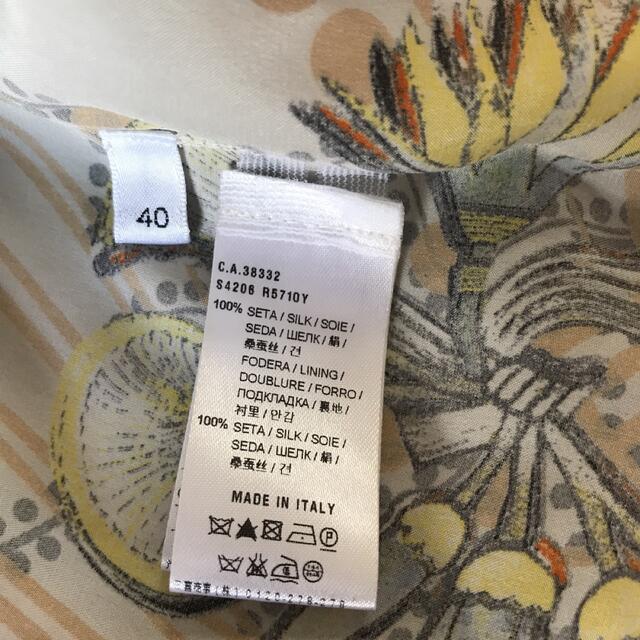 40
C.A.38332
S4206 R5710Y
100% SETA / SILK / SOIE /
SEDA / ШЕЛК / 絹 /
桑蚕丝 / 견
FODERA / LINING /
DOUBLURE / FORRO /
ПОДКЛАДКА / 裏地 /
衬里 / 안감
100% SETA / SILK / SOIE /
SEDA / ШЕЛК / 絹 /
桑蚕丝 / 견
MADE IN ITALY